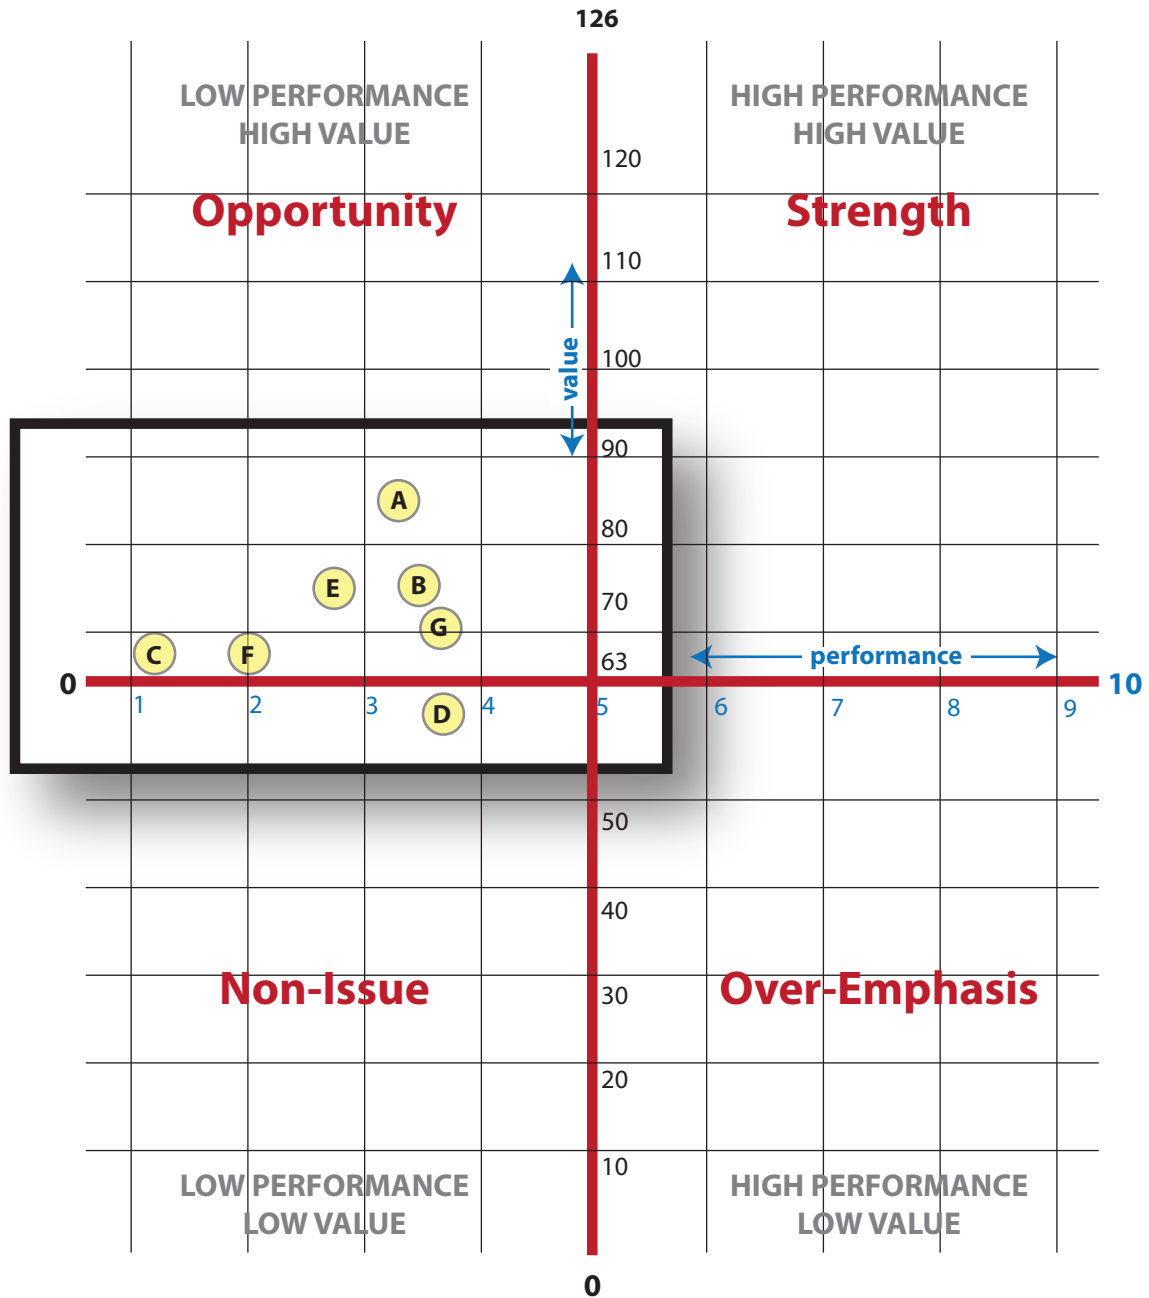 126
LOW PERFORMANCE
HIGH VALUE
HIGH PERFORMANCE
HIGH VALUE
120
Opportunity
Strength
110
value
100
90
A
80
E
B
70
G
C
F
63
performance
0
10
1
2
3
4
5
6
7
8
9
D
50
40
Non-Issue
30
Over-Emphasis
20
10
LOW PERFORMANCE
LOW VALUE
HIGH PERFORMANCE
LOW VALUE
0